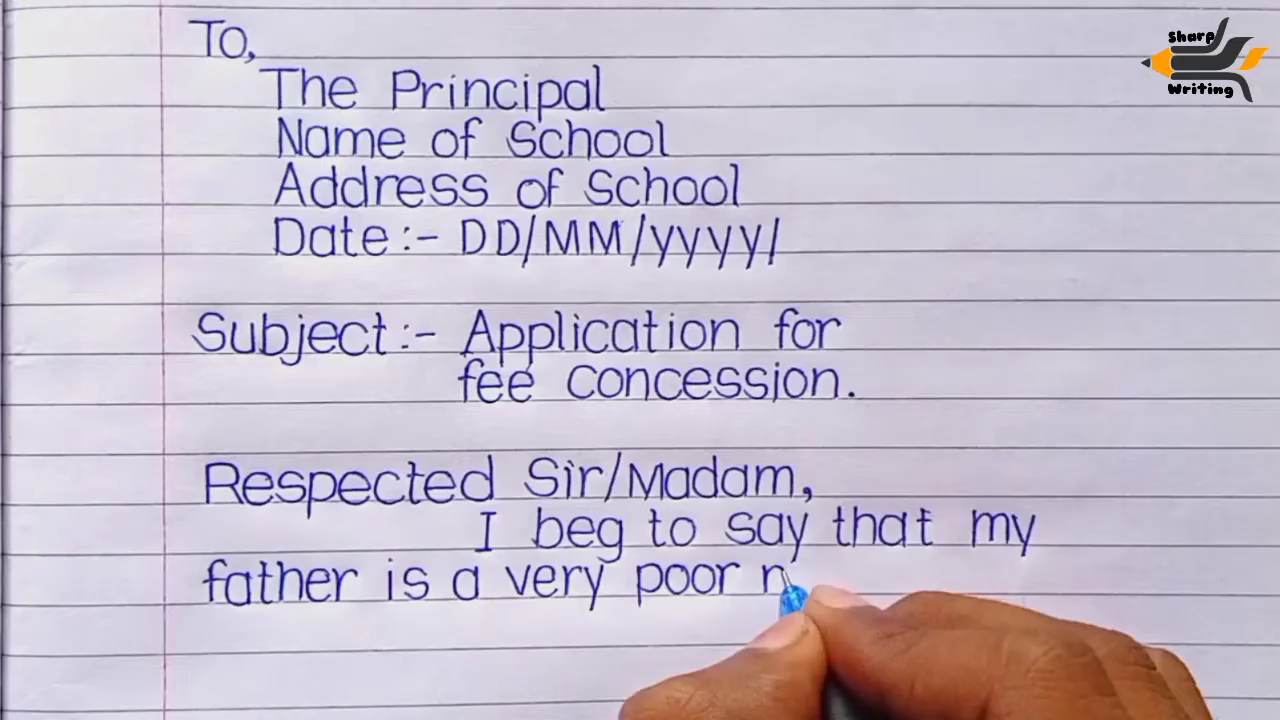 To,
The Principal
Name of School
Address of School
Date :- DD/MM/yyyy/
Subject :- Application for
fee concession.
Respected Sir/Madam,
I beg to say that my
father is a very poor
Sharp
Writing